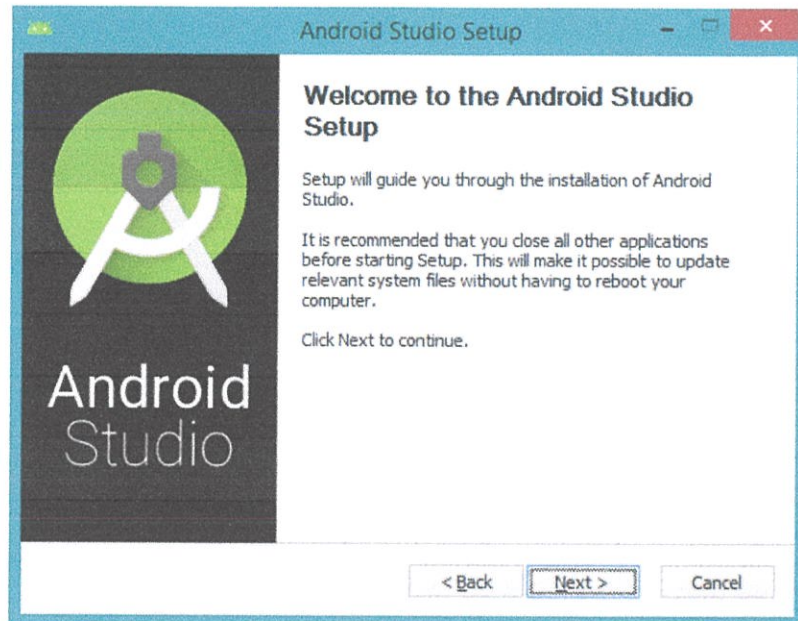 Android Studio Setup
Welcome to the Android Studio
Setup
Setup will guide you through the installation of Android
Studio.
It is recommended that you close all other applications
before starting Setup. This will make it possible to update
relevant system files without having to reboot your
computer.
Click Next to continue.
Android
Studio
< Back
Next >
Cancel